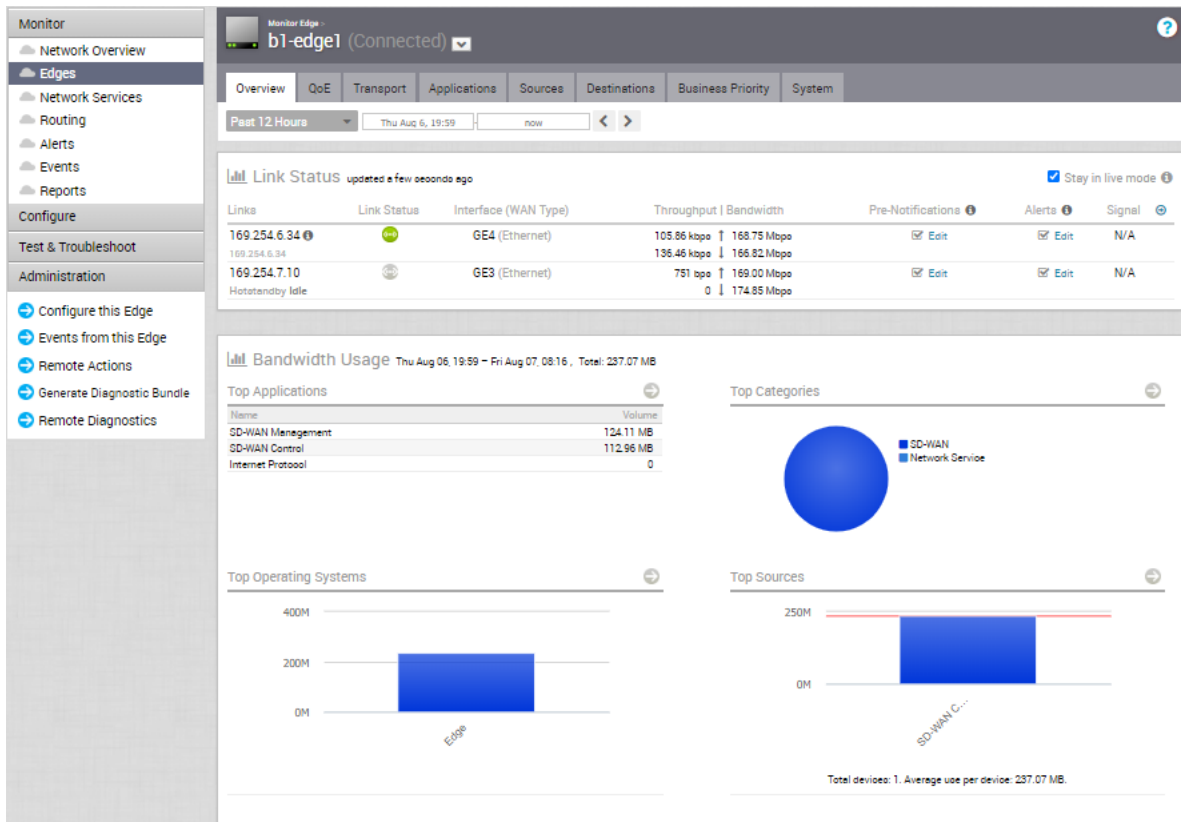 Monitor
Network Overview
Edges
Network Services
Routing
Alerts
Events
Reports
Configure
Test & Troubleshoot
Administration
Configure this Edge
Events from this Edge
Remote Actions
Generate Diagnostic Bundle
Remote Diagnostics
Monitor Edge >
b1-edge1 (Connected)
?
Overview QoE Transport Applications Sources Destinations Business Priority System
Past 12 Hours Thu Aug 6, 19:59 - now
Link Status updated a few seconds ago Stay in live mode
Links Link Status Interface (WAN Type) Throughput | Bandwidth Pre-Notifications Alerts Signal
169.254.6.34 GE4 (Ethernet) 105.86 kbps ↑ 168.75 Mbps Edit Edit N/A
169.254.6.34 136.46 kbps ↓ 166.82 Mbps
169.254.7.10 GE3 (Ethernet) 751 bps ↑ 169.00 Mbps Edit Edit N/A
Hotstandby Idle 0 ↓ 174.85 Mbps
Bandwidth Usage Thu Aug 06, 19:59 – Fri Aug 07, 08:16 , Total: 237.07 MB
Top Applications
Name Volume
SD-WAN Management 124.11 MB
SD-WAN Control 112.96 MB
Internet Protocol 0
Top Categories
SD-WAN
Network Service
Top Operating Systems
400M
200M
0M
Edge
Top Sources
250M
0M
SD-WAN C...
Total devices: 1. Average use per device: 237.07 MB.